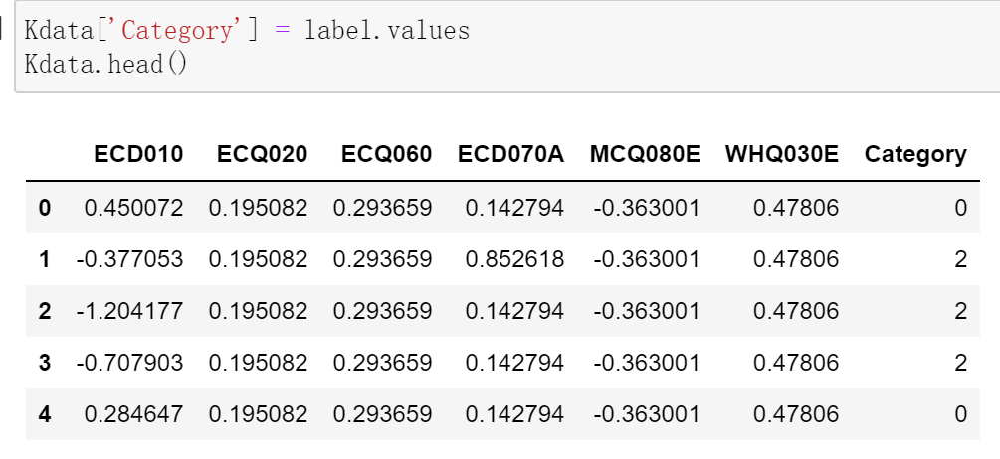 Kdata['Category'] = label.values
Kdata.head()
ECD010 ECQ020 ECQ060 ECD070A MCQ080E WHQ030E Category
0 0.450072 0.195082 0.293659 0.142794 -0.363001 0.47806 0
1 -0.377053 0.195082 0.293659 0.852618 -0.363001 0.47806 2
2 -1.204177 0.195082 0.293659 0.142794 -0.363001 0.47806 2
3 -0.707903 0.195082 0.293659 0.142794 -0.363001 0.47806 2
4 0.284647 0.195082 0.293659 0.142794 -0.363001 0.47806 0